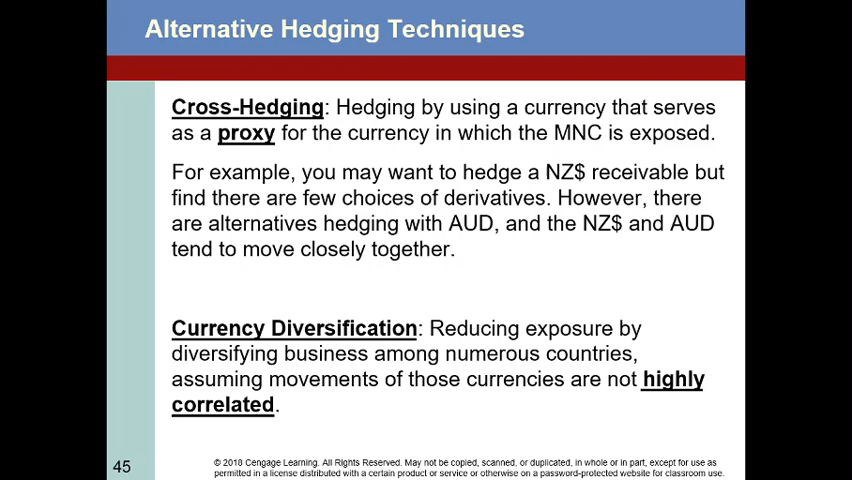 Alternative Hedging Techniques
Cross-Hedging: Hedging by using a currency that serves
as a proxy for the currency in which the MNC is exposed.
For example, you may want to hedge a NZ$ receivable but
find there are few choices of derivatives. However, there
are alternatives hedging with AUD, and the NZ$ and AUD
tend to move closely together.
Currency Diversification: Reducing exposure by
diversifying business among numerous countries,
assuming movements of those currencies are not highly
correlated.
45
© 2018 Cengage Learning. All Rights Reserved. May not be copied, scanned, or duplicated, in whole or in part, except for use as
permitted in a license distributed with a certain product or service or otherwise on a password-protected website for classroom use.